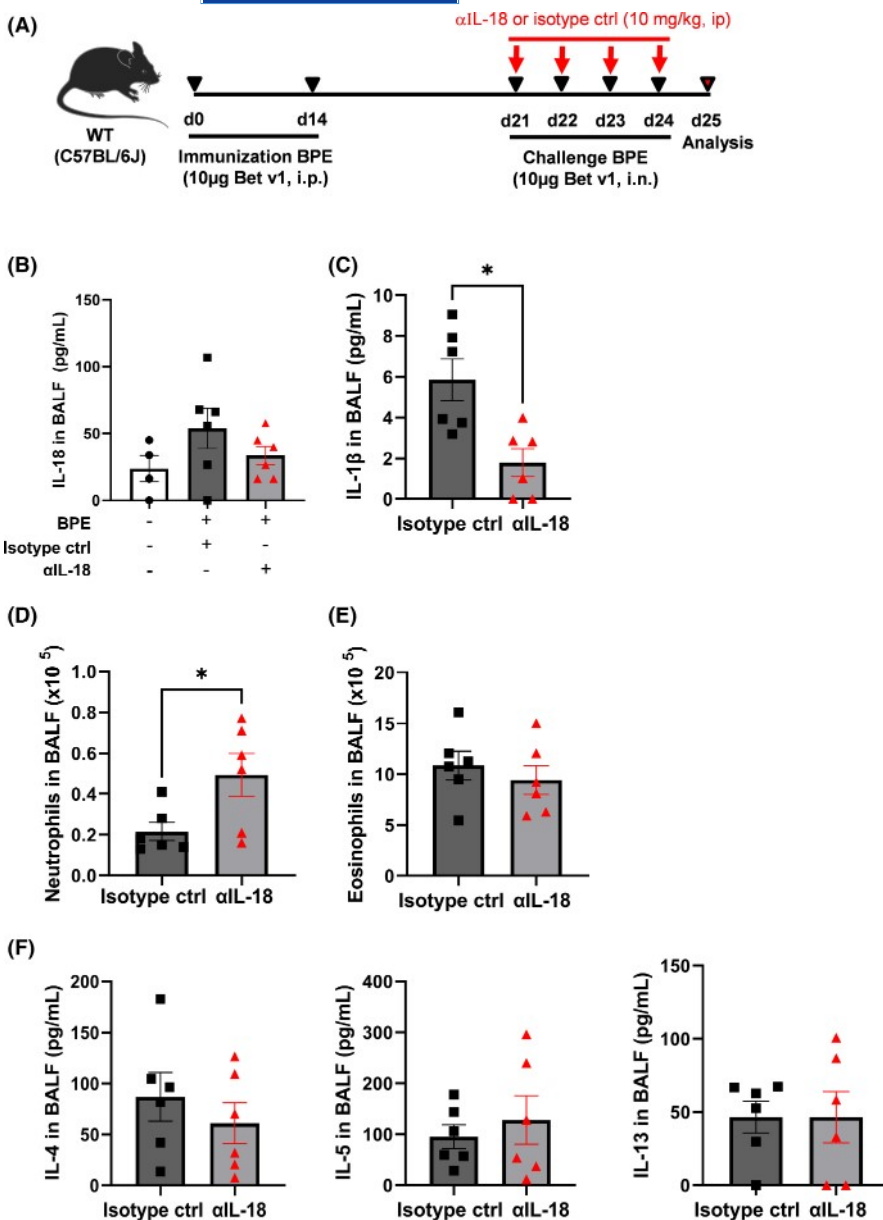 (A)
αIL-18 or isotype ctrl (10 mg/kg, ip)
WT
(C57BL/6J)
d0 d14 d21 d22 d23 d24 d25
Immunization BPE
(10μg Bet v1, i.p.)
Challenge BPE
(10μg Bet v1, i.n.)
Analysis
(B)
IL-18 in BALF (pg/mL)
150
100
50
0
BPE - + +
Isotype ctrl - + -
αIL-18 - - +
(C)
*
IL-1β in BALF (pg/mL)
10
8
6
4
2
0
Isotype ctrl αIL-18
(D)
*
Neutrophils in BALF (x10 5)
1.0
0.8
0.6
0.4
0.2
0.0
Isotype ctrl αIL-18
(E)
Eosinophils in BALF (x10 5)
20
15
10
5
0
Isotype ctrl αIL-18
(F)
IL-4 in BALF (pg/mL)
200
150
100
50
0
Isotype ctrl αIL-18
IL-5 in BALF (pg/mL)
400
300
200
100
0
Isotype ctrl αIL-18
IL-13 in BALF (pg/mL)
150
100
50
0
Isotype ctrl αIL-18